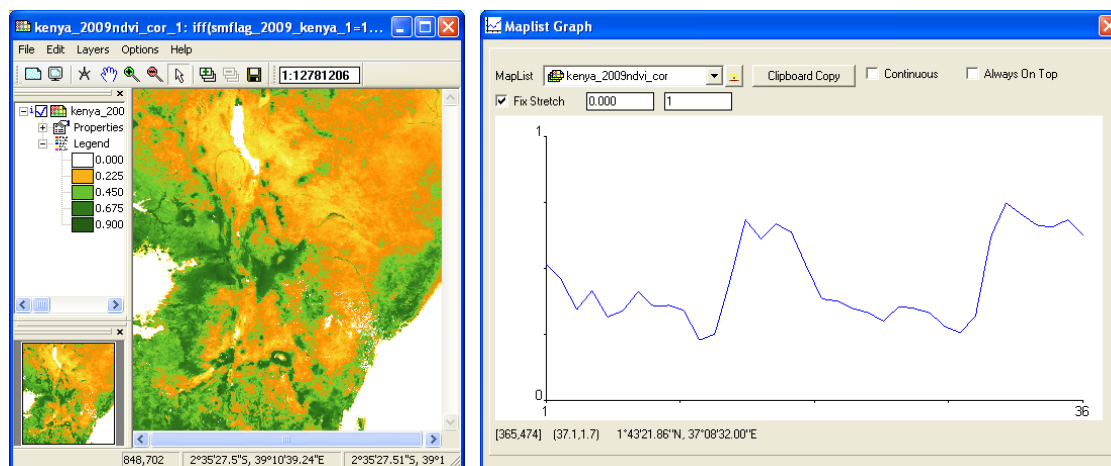 kenya_2009ndvi_cor_1: iff(smflag_2009_kenya_1=1...
File Edit Layers Options Help
1:12781206
kenya_200
Properties
Legend
0.000
0.225
0.450
0.675
0.900
848,702 2°35'27.5"S, 39°10'39.24"E 2°35'27.51"S, 39°1
Maplist Graph
MapList kenya_2009ndvi_cor Clipboard Copy Continuous Always On Top
Fix Stretch 0.000 1
1
0
1 36
[365,474] (37.1,1.7) 1°43'21.86"N, 37°08'32.00"E